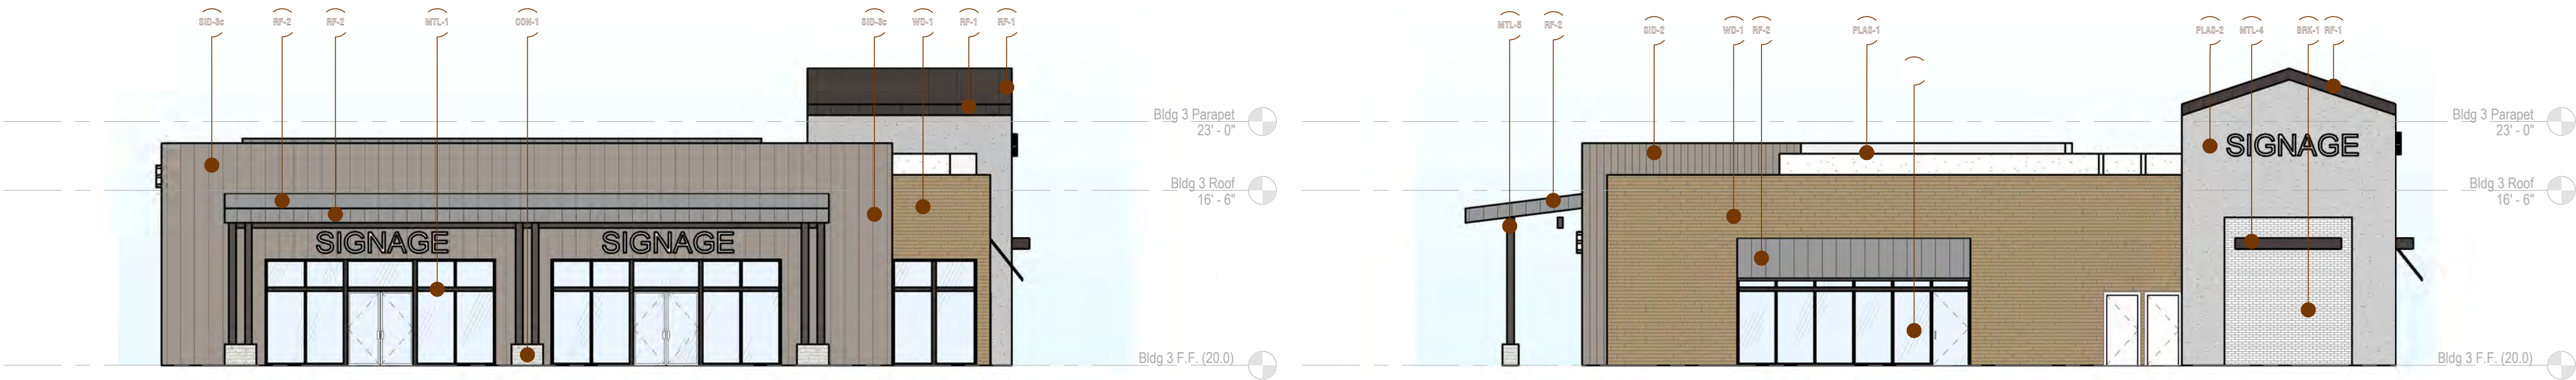 SID-3c RF-2 RF-2 MTL-1 CON-1 SID-3c WD-1 RF-1 RF-1
Bldg 3 Parapet
23' - 0"
Bldg 3 Roof
16' - 6"
SIGNAGE SIGNAGE
Bldg 3 F.F. (20.0)
MTL-5 RF-2 SID-2 WD-1 RF-2 PLAS-1 PLAS-2 MTL-4 BRK-1 RF-1
Bldg 3 Parapet
23' - 0"
SIGNAGE
Bldg 3 Roof
16' - 6"
Bldg 3 F.F. (20.0)